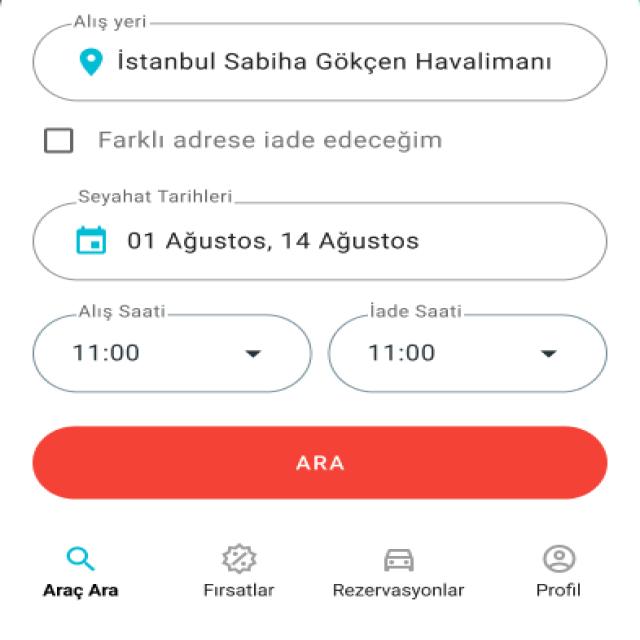 Alış yeri
İstanbul Sabiha Gökçen Havalimanı
Farklı adrese iade edeceğim
Seyahat Tarihleri
01 Ağustos, 14 Ağustos
Alış Saati İade Saati
11:00 11:00
ARA
Araç Ara Fırsatlar Rezervasyonlar Profil